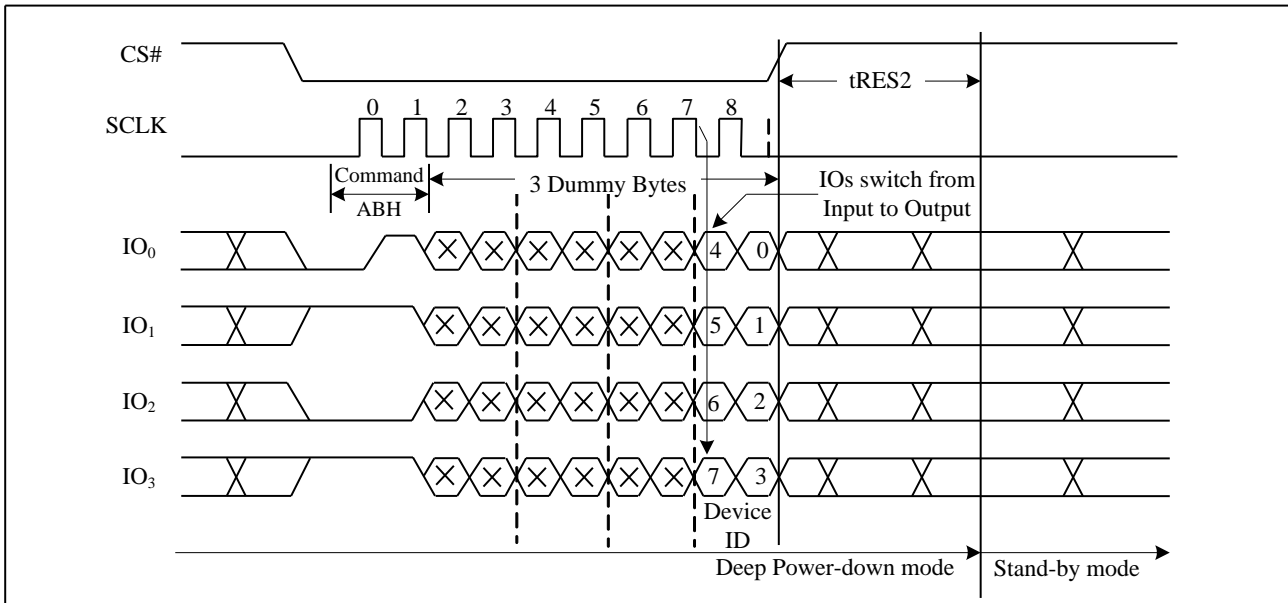 CS#
tRES2
0 1 2 3 4 5 6 7 8
SCLK
Command
ABH
3 Dummy Bytes
IOs switch from
Input to Output
IO₀
4 0
IO₁
5 1
IO₂
6 2
IO₃
7 3
Device
ID
Deep Power-down mode
Stand-by mode